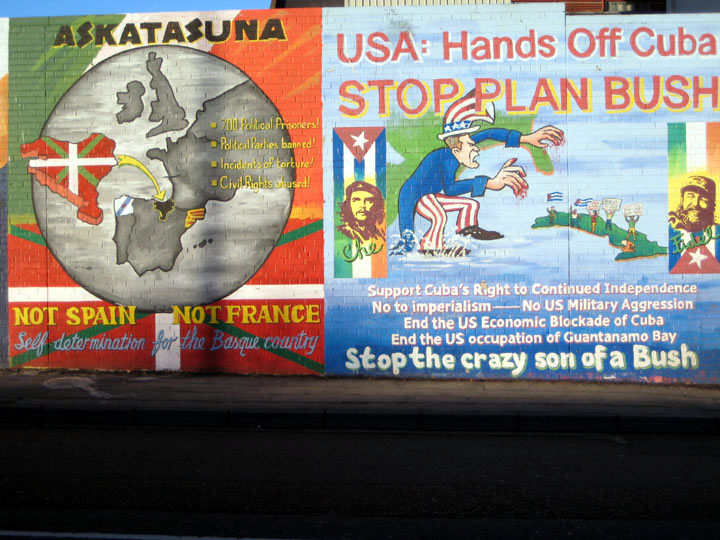 ASKATASUNA
700 Political Prisoners!
Political Parties banned!
Incidents of torture!
Civil Rights abused!
NOT SPAIN NOT FRANCE
Self determination for the Basque country
USA: Hands Off Cuba
STOP PLAN BUSH
Che
Fidel
Support Cuba's Right to Continued Independence
No to imperialism — No US Military Aggression
End the US Economic Blockade of Cuba
End the US occupation of Guantanamo Bay
Stop the crazy son of a Bush